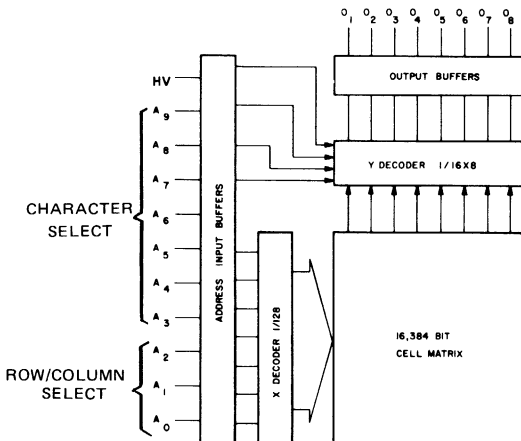 O1 O2 O3 O4 O5 O6 O7 O8
OUTPUT BUFFERS
HV
A9
A8
Y DECODER 1/16X8
A7
CHARACTER
SELECT
A6
A5
A4
A3
ADDRESS INPUT BUFFERS
X DECODER 1/128
16,384 BIT
CELL MATRIX
ROW/COLUMN
SELECT
A2
A1
A0